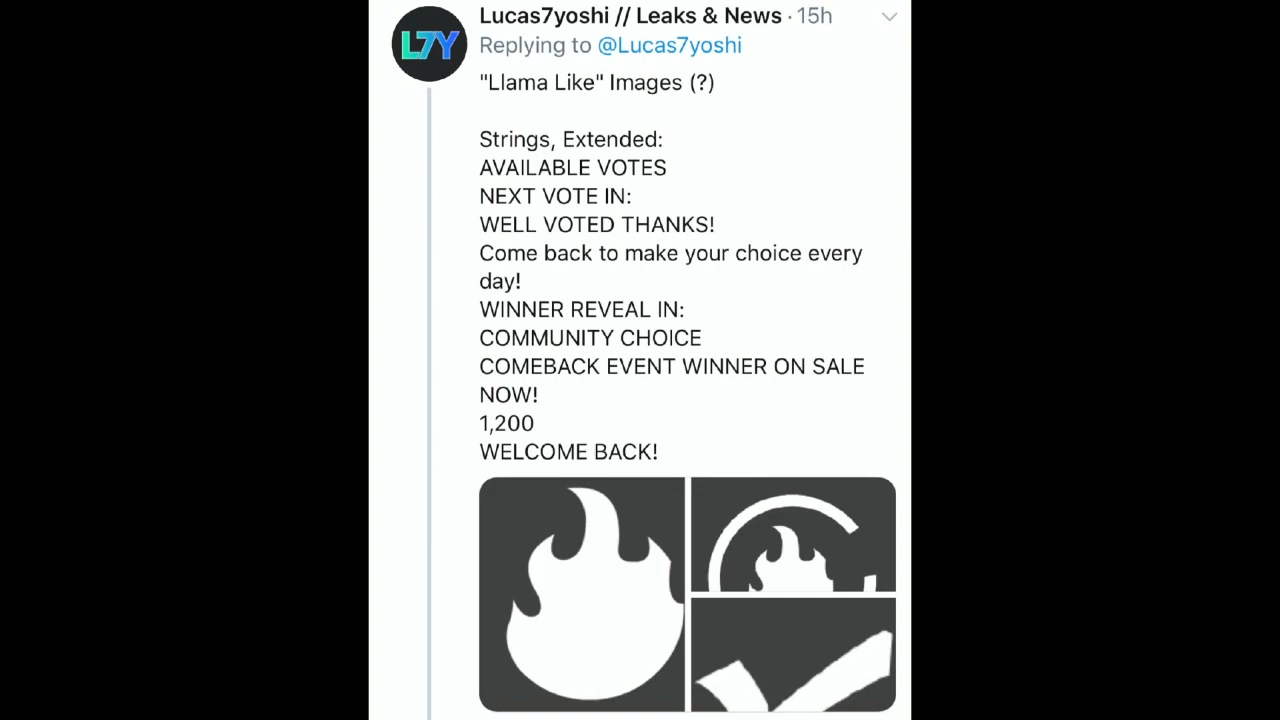 L7Y
Lucas7yoshi // Leaks & News · 15h
Replying to @Lucas7yoshi
"Llama Like" Images (?)
Strings, Extended:
AVAILABLE VOTES
NEXT VOTE IN:
WELL VOTED THANKS!
Come back to make your choice every
day!
WINNER REVEAL IN:
COMMUNITY CHOICE
COMEBACK EVENT WINNER ON SALE
NOW!
1,200
WELCOME BACK!